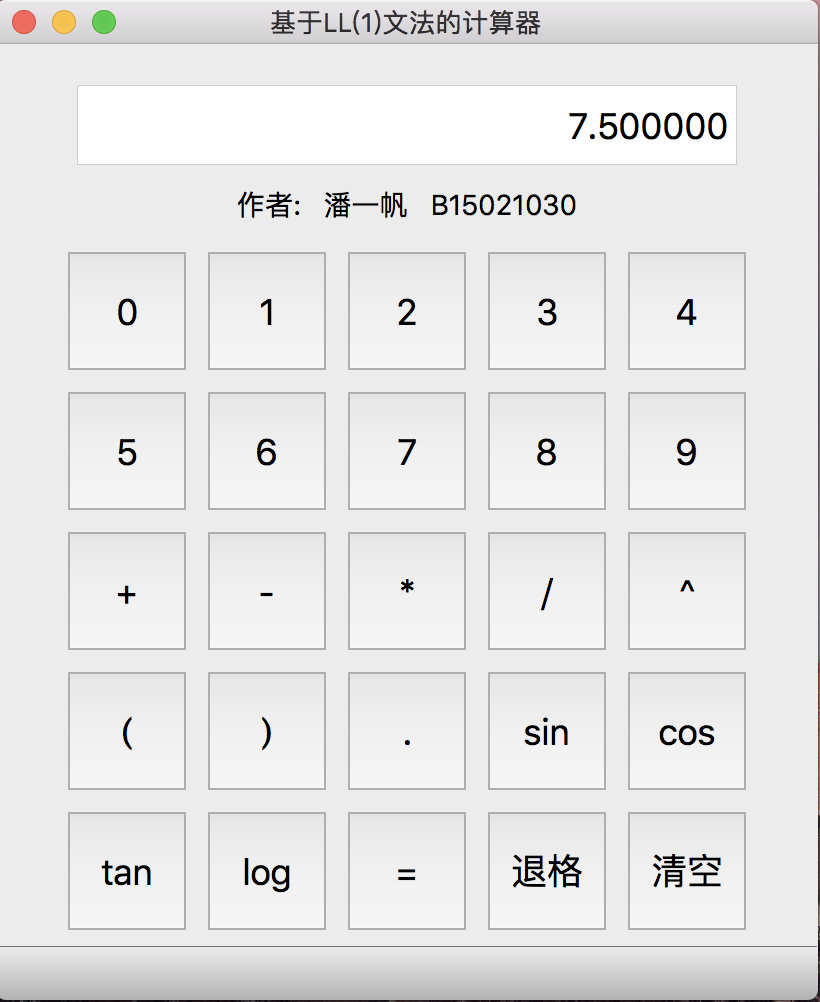 基于LL(1)文法的计算器
7.500000
作者: 潘一帆 B15021030
0 1 2 3 4
5 6 7 8 9
+ - * / ^
( ) . sin cos
tan log = 退格 清空